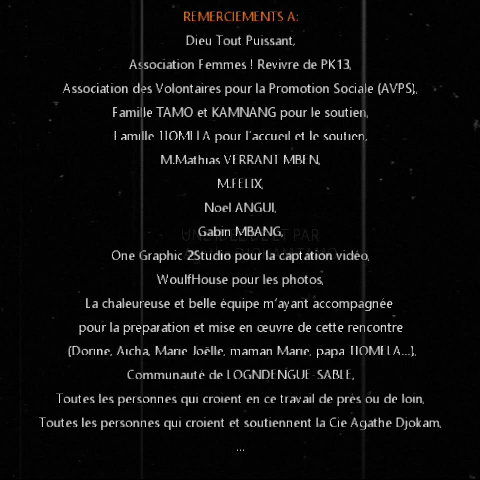 REMERCIEMENTS A:
Dieu Tout Puissant,
Association Femmes ! Revivre de PK13,
Association des Volontaires pour la Promotion Sociale (AVPS),
Famille TAMO et KAMNANG pour le soutien,
Famille pour l'accueil et le soutien,
M.Mathias MBEN,
M.FELIX,
Noel ANGUI,
Gabin MBANG,
PAR
One Graphic 2Studio pour la captation vidéo,
WoulfHouse pour les photos,
La chaleureuse et belle équipe m'ayant accompagnée
pour la préparation et mise en œuvre de cette rencontre
(Dorine, Aicha, Marie Joëlle, maman Marie, papa
Communauté de LOGNDENGUE-SABLE,
Toutes les personnes qui croient en ce travail de près ou de loin,
Toutes les personnes qui croient et soutiennent la Cie Agathe Djokam,
...